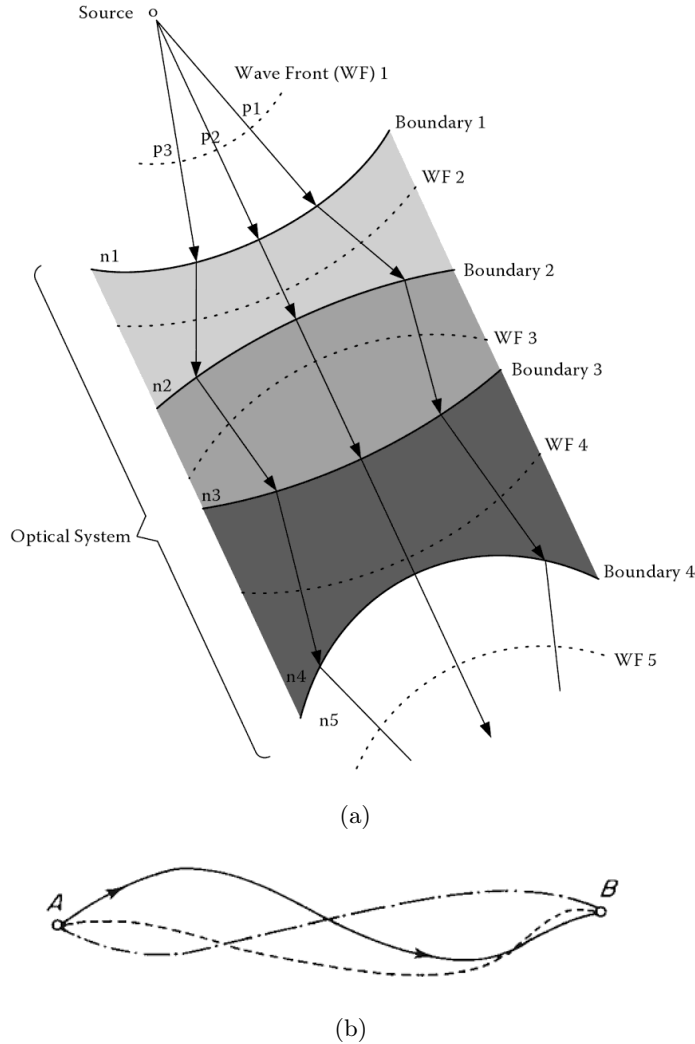 Source o
Wave Front (WF) 1
p1
p2
p3
Boundary 1
WF 2
n1
Boundary 2
WF 3
Boundary 3
n2
WF 4
n3
Optical System
Boundary 4
WF 5
n4
n5
(a)
A
B
(b)